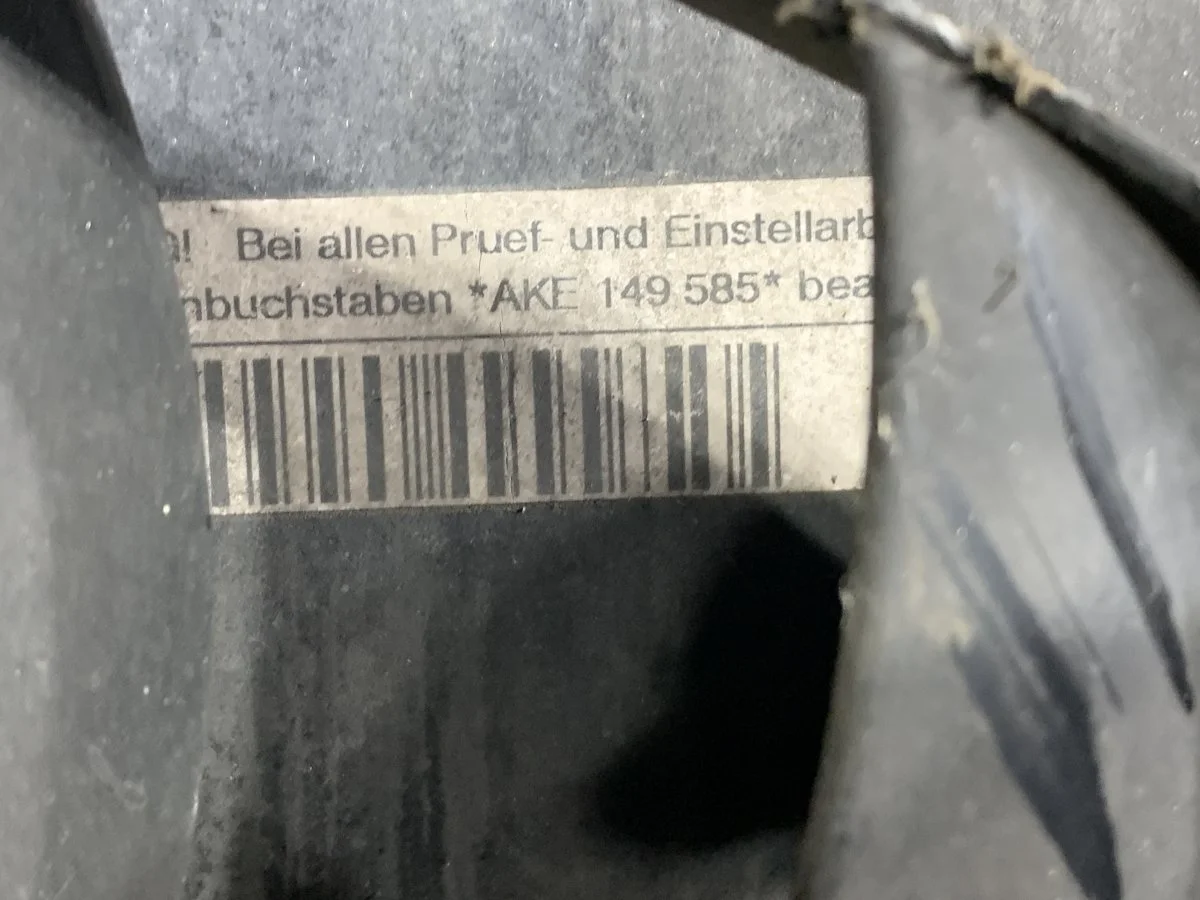 g! Bei allen Pruef- und Einstellarb
nbuchstaben *AKE 149 585* bea